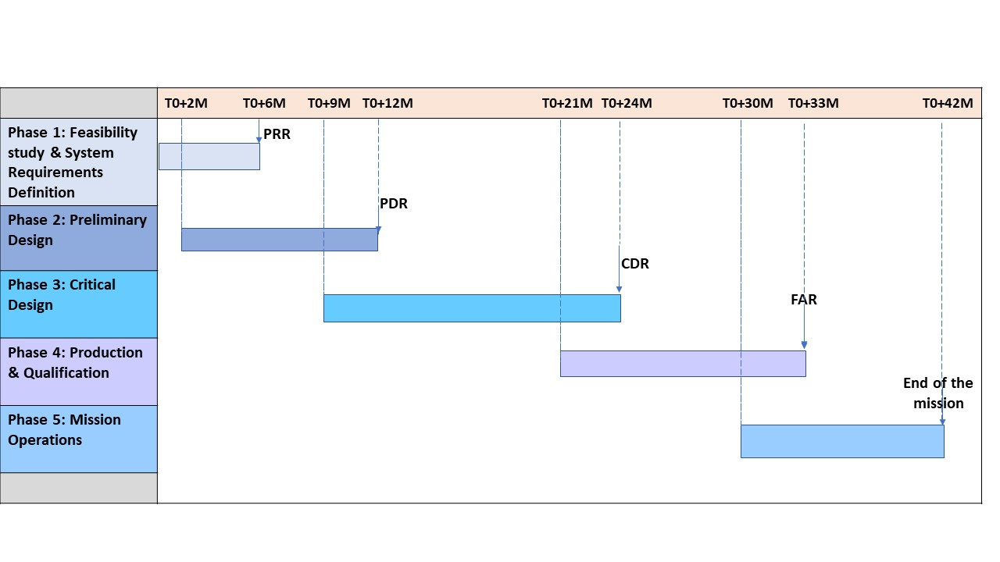 T0+2M T0+6M T0+9M T0+12M T0+21M T0+24M T0+30M T0+33M T0+42M
Phase 1: Feasibility
study & System
Requirements
Definition
PRR
Phase 2: Preliminary
Design
PDR
Phase 3: Critical
Design
CDR
FAR
Phase 4: Production
& Qualification
End of the
mission
Phase 5: Mission
Operations